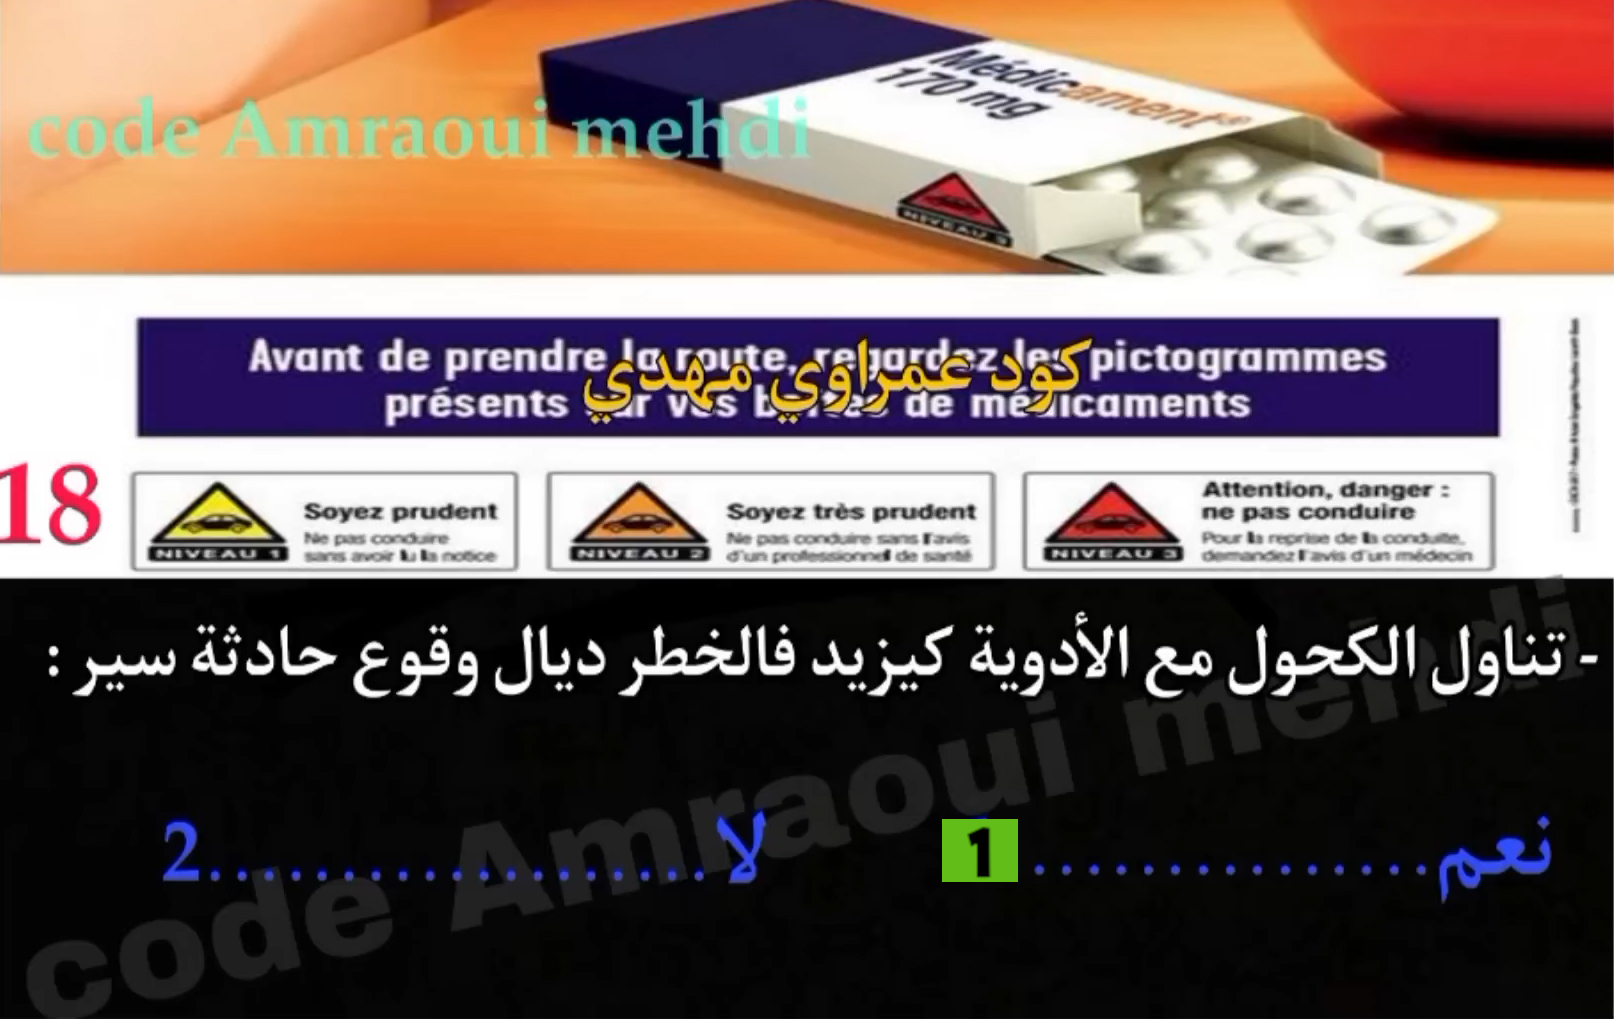 Médicament
170 mg
code Amraoui mehdi
NIVEAU 3
Avant de prendre la route, regardez les pictogrammes
présents sur vos boîtes de médicaments
كود عمراوي مهدي
18
Soyez prudent
Ne pas conduire
sans avoir lu la notice
NIVEAU 1
Soyez très prudent
Ne pas conduire sans l'avis
d'un professionnel de santé
NIVEAU 2
Attention, danger :
ne pas conduire
Pour la reprise de la conduite,
demandez l'avis d'un médecin
NIVEAU 3
- تناول الكحول مع الأدوية كيزيد فالخطر ديال وقوع حادثة سير :
نعم...............1
لا...................2
code Amraoui mehdi